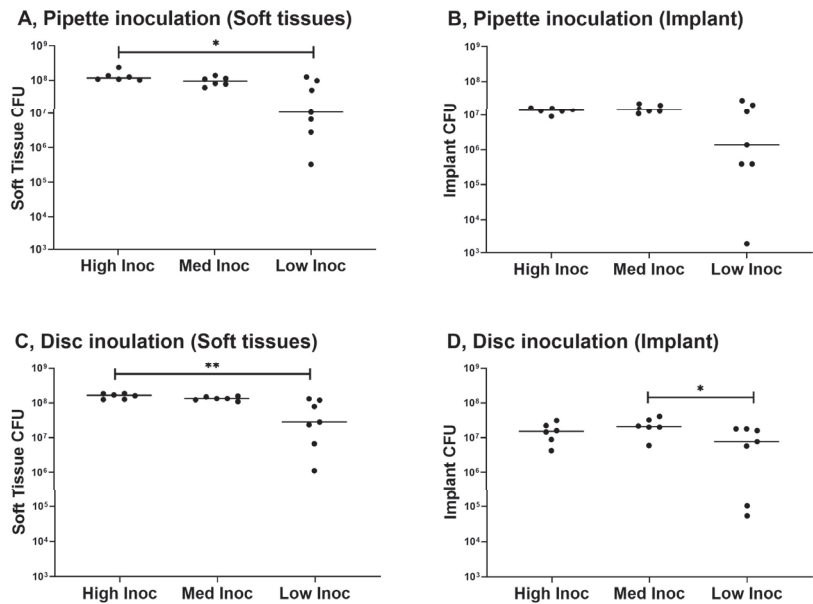 A, Pipette inoculation (Soft tissues)
*
Soft Tissue CFU
10⁹
10⁸
10⁷
10⁶
10⁵
10⁴
10³
High Inoc Med Inoc Low Inoc
B, Pipette inoculation (Implant)
Implant CFU
10⁹
10⁸
10⁷
10⁶
10⁵
10⁴
10³
High Inoc Med Inoc Low Inoc
C, Disc inoulation (Soft tissues)
**
Soft Tissue CFU
10⁹
10⁸
10⁷
10⁶
10⁵
10⁴
10³
High Inoc Med Inoc Low Inoc
D, Disc inoculation (Implant)
*
Implant CFU
10⁹
10⁸
10⁷
10⁶
10⁵
10⁴
10³
High Inoc Med Inoc Low Inoc